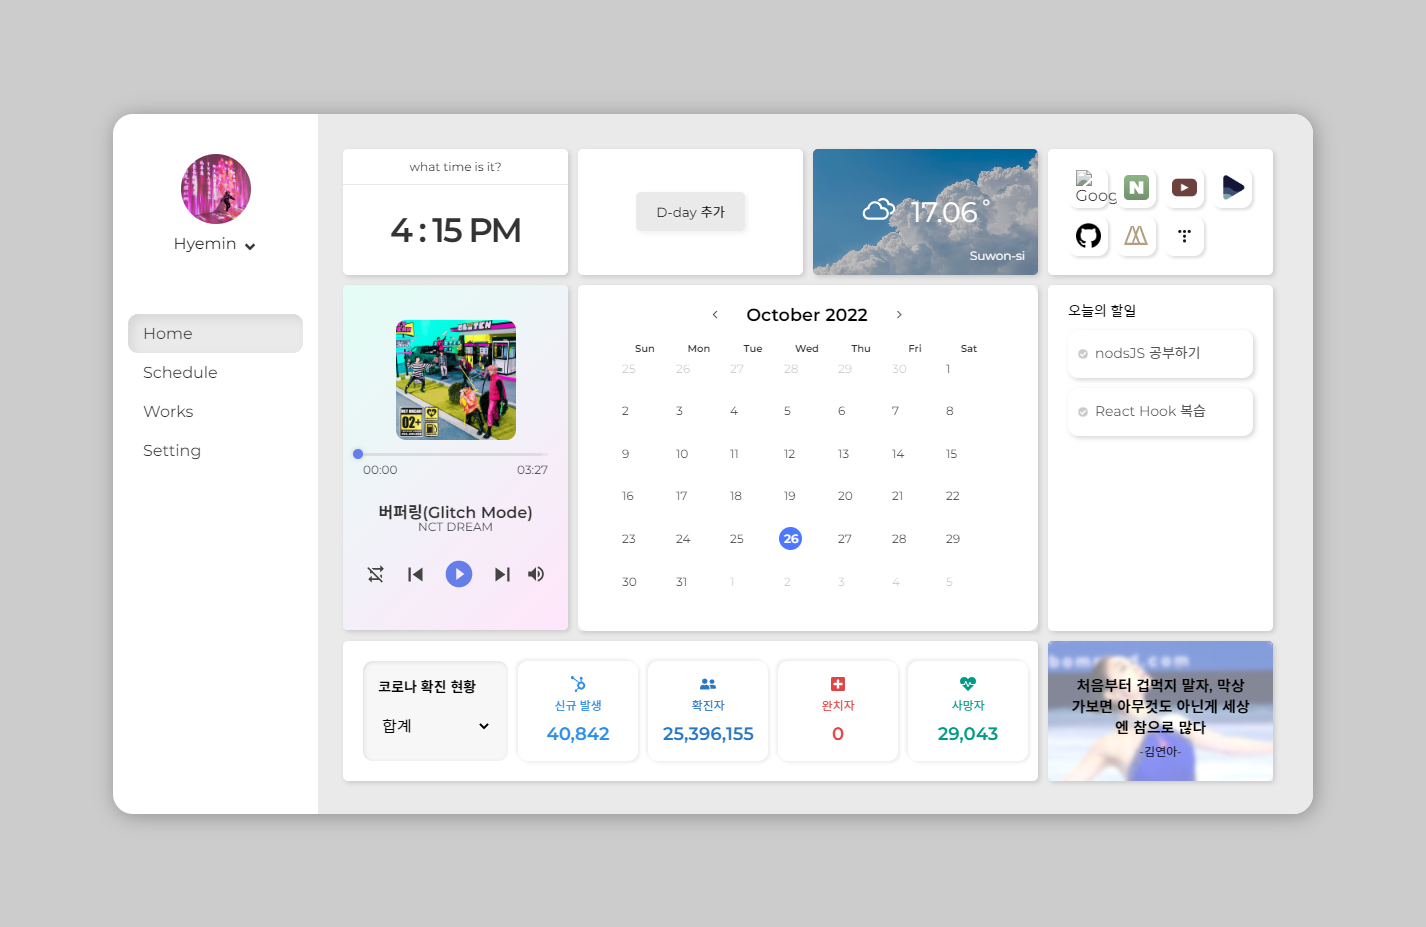 Hyemin
Home
Schedule
Works
Setting
what time is it?
4 : 15 PM
D-day 추가
17.06°
Suwon-si
Goog
N
GLITCH
02+
00:00
03:27
버퍼링(Glitch Mode)
NCT DREAM
October 2022
Sun Mon Tue Wed Thu Fri Sat
25 26 27 28 29 30 1
2 3 4 5 6 7 8
9 10 11 12 13 14 15
16 17 18 19 20 21 22
23 24 25 26 27 28 29
30 31 1 2 3 4 5
오늘의 할일
nodsJS 공부하기
React Hook 복습
코로나 확진 현황
합계
신규 발생
40,842
확진자
25,396,155
완치자
0
사망자
29,043
처음부터 겁먹지 말자, 막상
가보면 아무것도 아닌게 세상
엔 참으로 많다
-김연아-